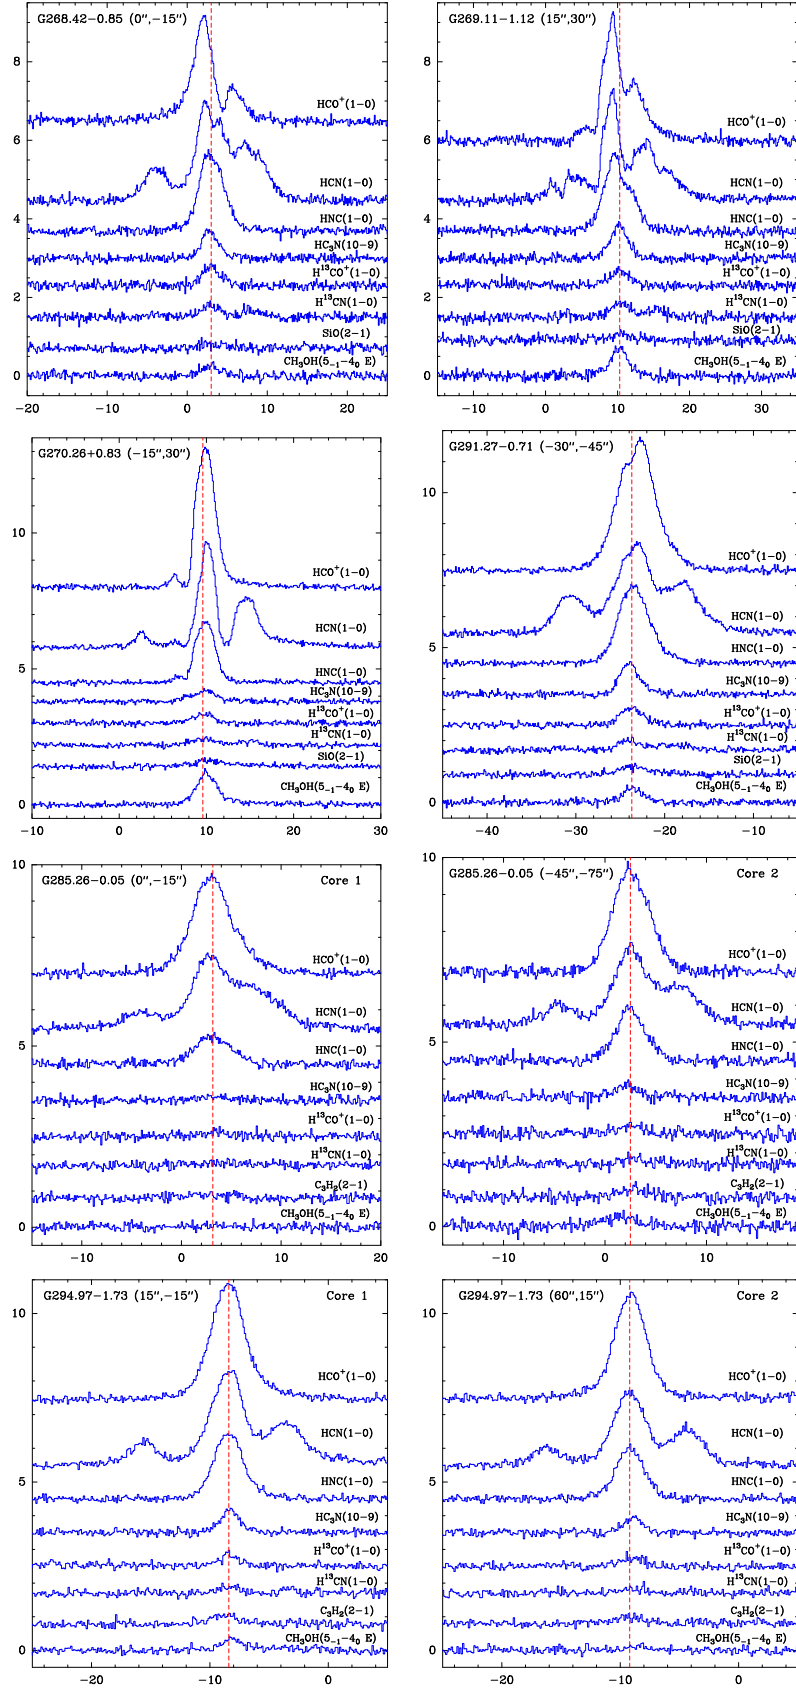 G268.42−0.85 (0″,−15″)
HCO⁺(1−0)
HCN(1−0)
HNC(1−0)
HC₃N(10−9)
H¹³CO⁺(1−0)
H¹³CN(1−0)
SiO(2−1)
CH₃OH(5₋₁−4₀ E)
8
6
4
2
0
−20 −10 0 10 20
G269.11−1.12 (15″,30″)
HCO⁺(1−0)
HCN(1−0)
HNC(1−0)
HC₃N(10−9)
H¹³CO⁺(1−0)
H¹³CN(1−0)
SiO(2−1)
CH₃OH(5₋₁−4₀ E)
8
6
4
2
0
0 10 20 30
G270.26+0.83 (−15″,30″)
HCO⁺(1−0)
HCN(1−0)
HNC(1−0)
HC₃N(10−9)
H¹³CO⁺(1−0)
H¹³CN(1−0)
SiO(2−1)
CH₃OH(5₋₁−4₀ E)
10
5
0
−10 0 10 20 30
G291.27−0.71 (−30″,−45″)
HCO⁺(1−0)
HCN(1−0)
HNC(1−0)
HC₃N(10−9)
H¹³CO⁺(1−0)
H¹³CN(1−0)
SiO(2−1)
CH₃OH(5₋₁−4₀ E)
10
5
0
−40 −30 −20 −10
G285.26−0.05 (0″,−15″) Core 1
HCO⁺(1−0)
HCN(1−0)
HNC(1−0)
HC₃N(10−9)
H¹³CO⁺(1−0)
H¹³CN(1−0)
C₃H₂(2−1)
CH₃OH(5₋₁−4₀ E)
10
5
0
−10 0 10 20
G285.26−0.05 (−45″,−75″) Core 2
HCO⁺(1−0)
HCN(1−0)
HNC(1−0)
HC₃N(10−9)
H¹³CO⁺(1−0)
H¹³CN(1−0)
C₃H₂(2−1)
CH₃OH(5₋₁−4₀ E)
10
5
0
−10 0 10
G294.97−1.73 (15″,−15″) Core 1
HCO⁺(1−0)
HCN(1−0)
HNC(1−0)
HC₃N(10−9)
H¹³CO⁺(1−0)
H¹³CN(1−0)
C₃H₂(2−1)
CH₃OH(5₋₁−4₀ E)
10
5
0
−20 −10 0
G294.97−1.73 (60″,15″) Core 2
HCO⁺(1−0)
HCN(1−0)
HNC(1−0)
HC₃N(10−9)
H¹³CO⁺(1−0)
H¹³CN(1−0)
C₃H₂(2−1)
CH₃OH(5₋₁−4₀ E)
10
5
0
−20 −10 0